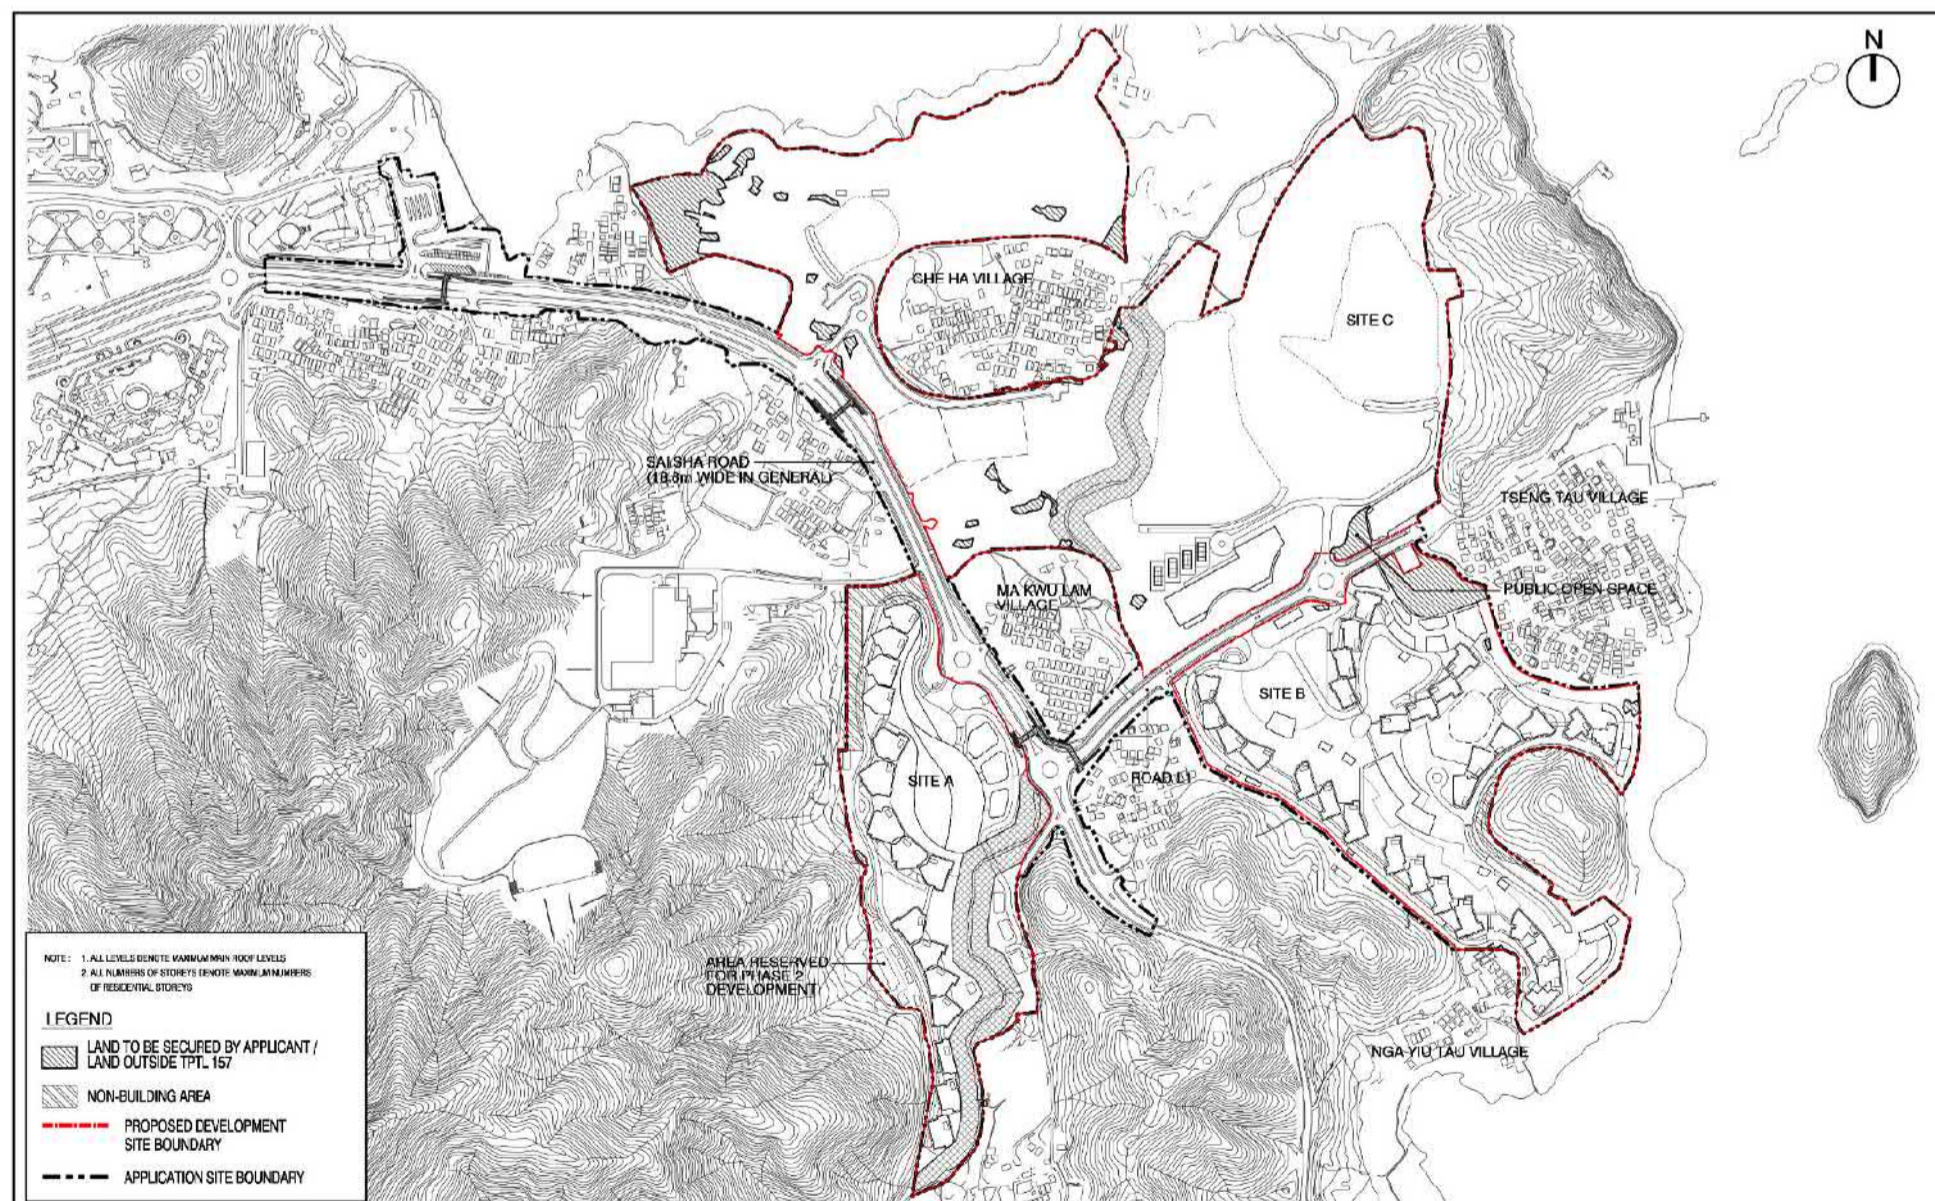 N
CHE HA VILLAGE
SITE C
SAI SHA ROAD
(18.6m WIDE IN GENERAL)
TSENG TAU VILLAGE
MA KWU LAM
VILLAGE
PUBLIC OPEN SPACE
SITE B
SITE A
ROAD L1
AREA RESERVED
FOR PHASE 2
DEVELOPMENT
NGA YIU TAU VILLAGE
NOTE : 1. ALL LEVELS DENOTE MAXIMUM MAIN ROOF LEVELS
2. ALL NUMBERS OF STOREYS DENOTE MAXIMUM NUMBERS
OF RESIDENTIAL STOREYS
LEGEND
LAND TO BE SECURED BY APPLICANT /
LAND OUTSIDE TPTL 157
NON-BUILDING AREA
PROPOSED DEVELOPMENT
SITE BOUNDARY
APPLICATION SITE BOUNDARY